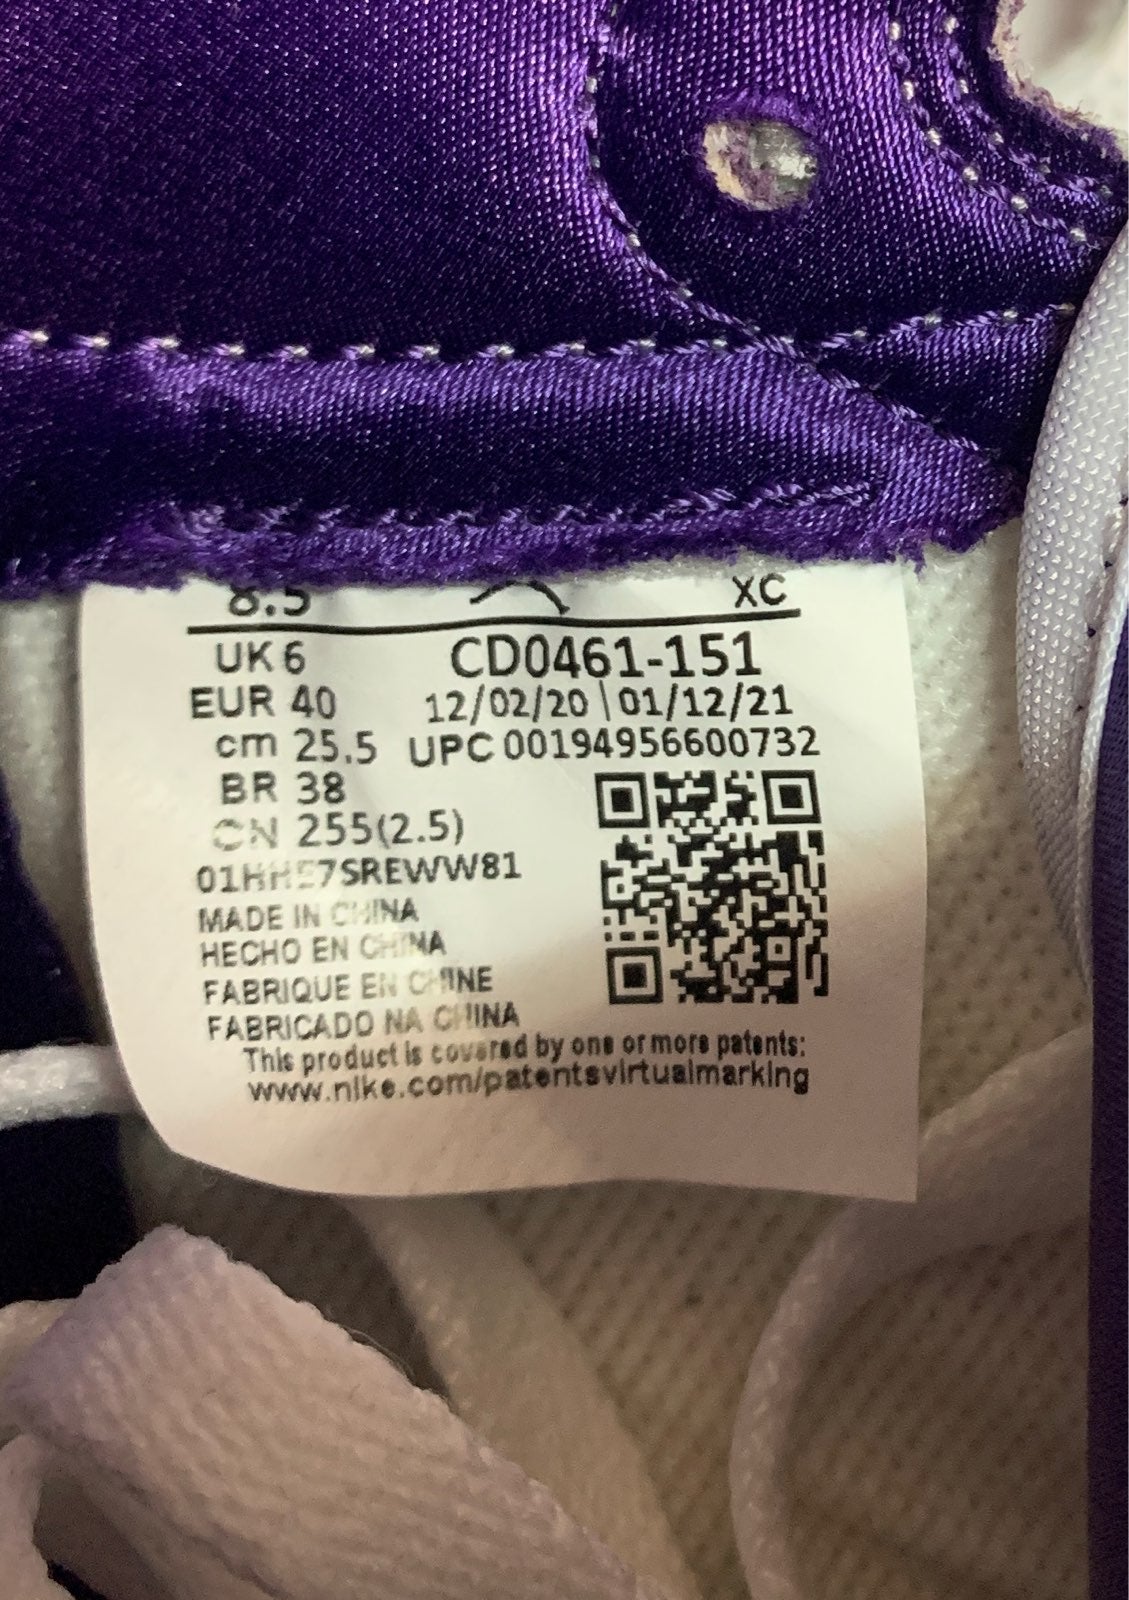 8.5 XC
UK 6 CD0461-151
EUR 40 12/02/20 \ 01/12/21
cm 25.5 UPC 00194956600732
BR 38
CN 255(2.5)
MADE IN CHINA
HECHO EN CHINA
FABRIQUE EN CHINE
FABRICADO NA CHINA
This product is covered by one or more patents:
www.nike.com/patentsvirtualmarking